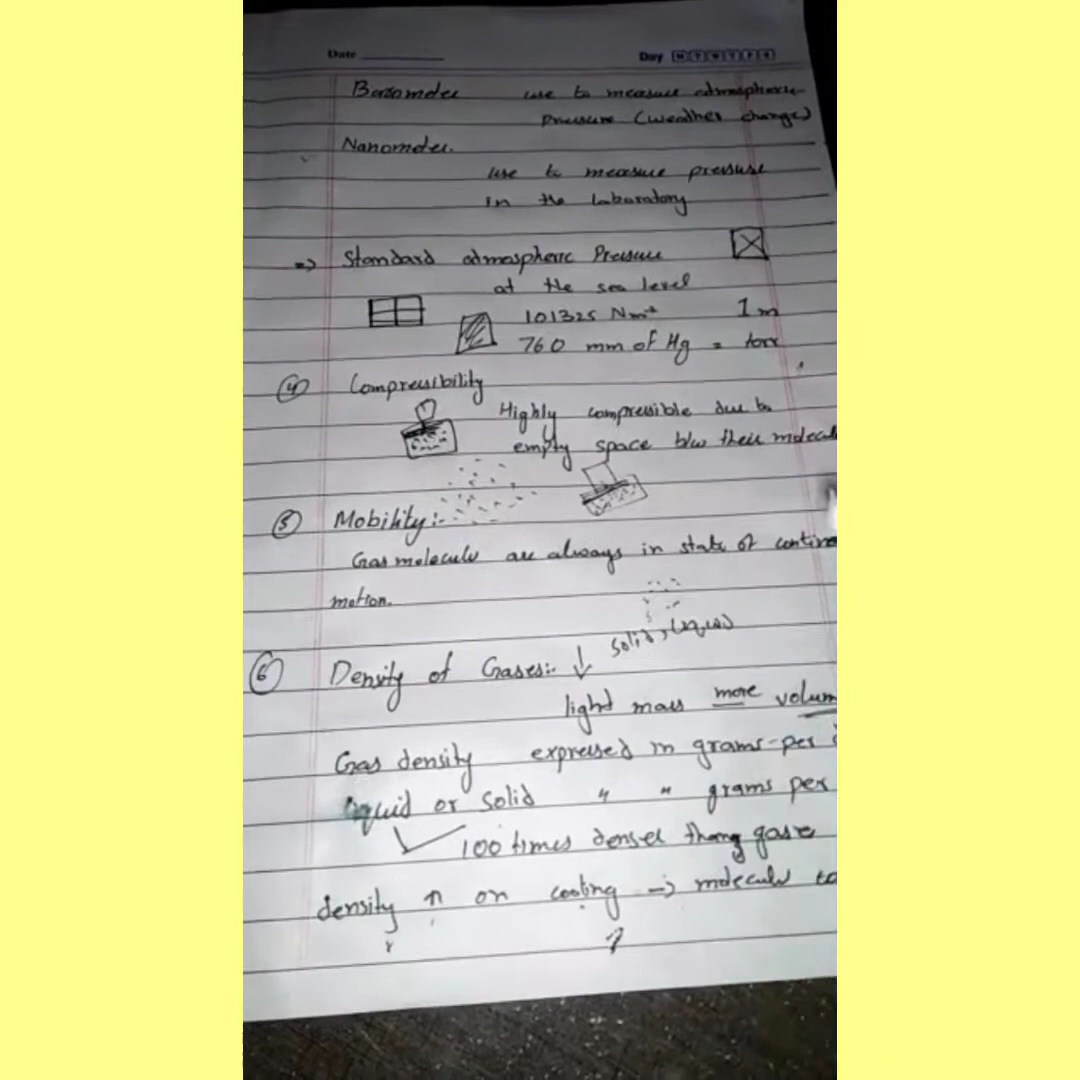 Date
Day M T W T F S
Barometer use to measure atmospheric
Pressure (weather change)
Nanometer.
use to measure pressure
in the laboratory
=> Standard atmospheric Pressure
at the sea level
101325 Nm⁻² 1m
760 mm of Hg = torr
(4) Compressibility
Highly compressible due to
empty space b/w their molecul
(5) Mobility:-
Gas molecules are always in state of
motion.
solid, liquid
(6) Density of Gases:- ↓
light mass more volum
Gas density expressed in grams per
liquid or solid " " grams per
100 times denser than gases
density ↑ on cooling → molecules